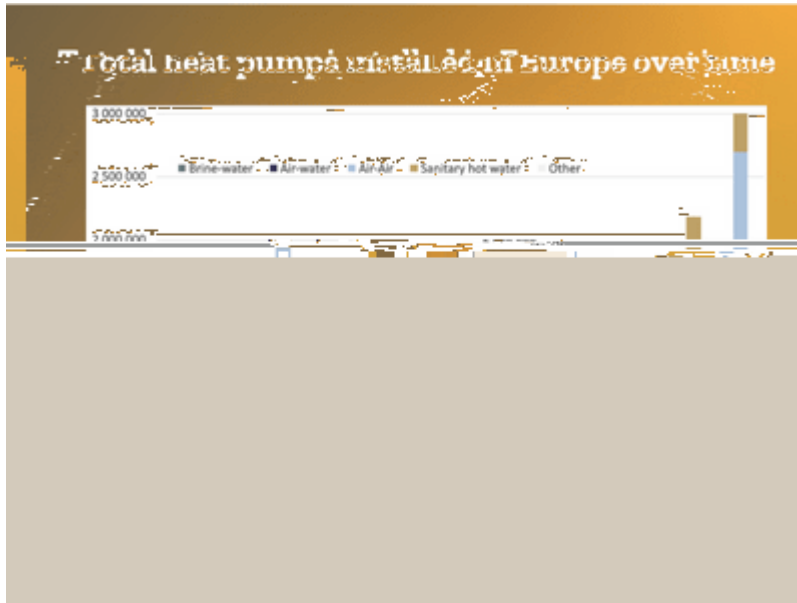 Total heat pumps installed in Europe over time
3 000 000
Brine-water Air-water Air-Air Sanitary hot water Other
2,500,000
2 000 000